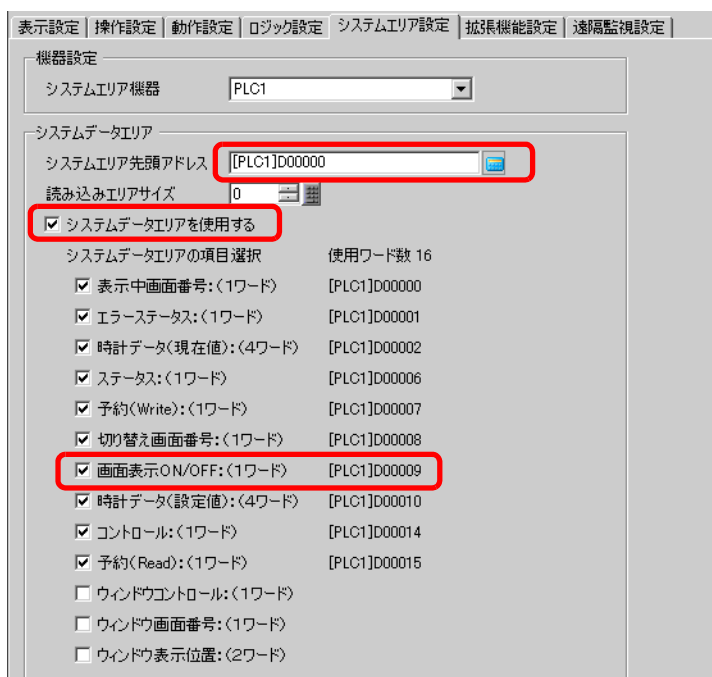 表示設定 操作設定 動作設定 ロジック設定 システムエリア設定 拡張機能設定 遠隔監視設定
機器設定
システムエリア機器 PLC1
システムデータエリア
システムエリア先頭アドレス [PLC1]D00000
読み込みエリアサイズ 0
システムデータエリアを使用する
システムデータエリアの項目選択 使用ワード数 16
表示中画面番号:(1ワード) [PLC1]D00000
エラーステータス:(1ワード) [PLC1]D00001
時計データ(現在値):(4ワード) [PLC1]D00002
ステータス:(1ワード) [PLC1]D00006
予約(Write):(1ワード) [PLC1]D00007
切り替え画面番号:(1ワード) [PLC1]D00008
画面表示ON/OFF:(1ワード) [PLC1]D00009
時計データ(設定値):(4ワード) [PLC1]D00010
コントロール:(1ワード) [PLC1]D00014
予約(Read):(1ワード) [PLC1]D00015
ウィンドウコントロール:(1ワード)
ウィンドウ画面番号:(1ワード)
ウィンドウ表示位置:(2ワード)